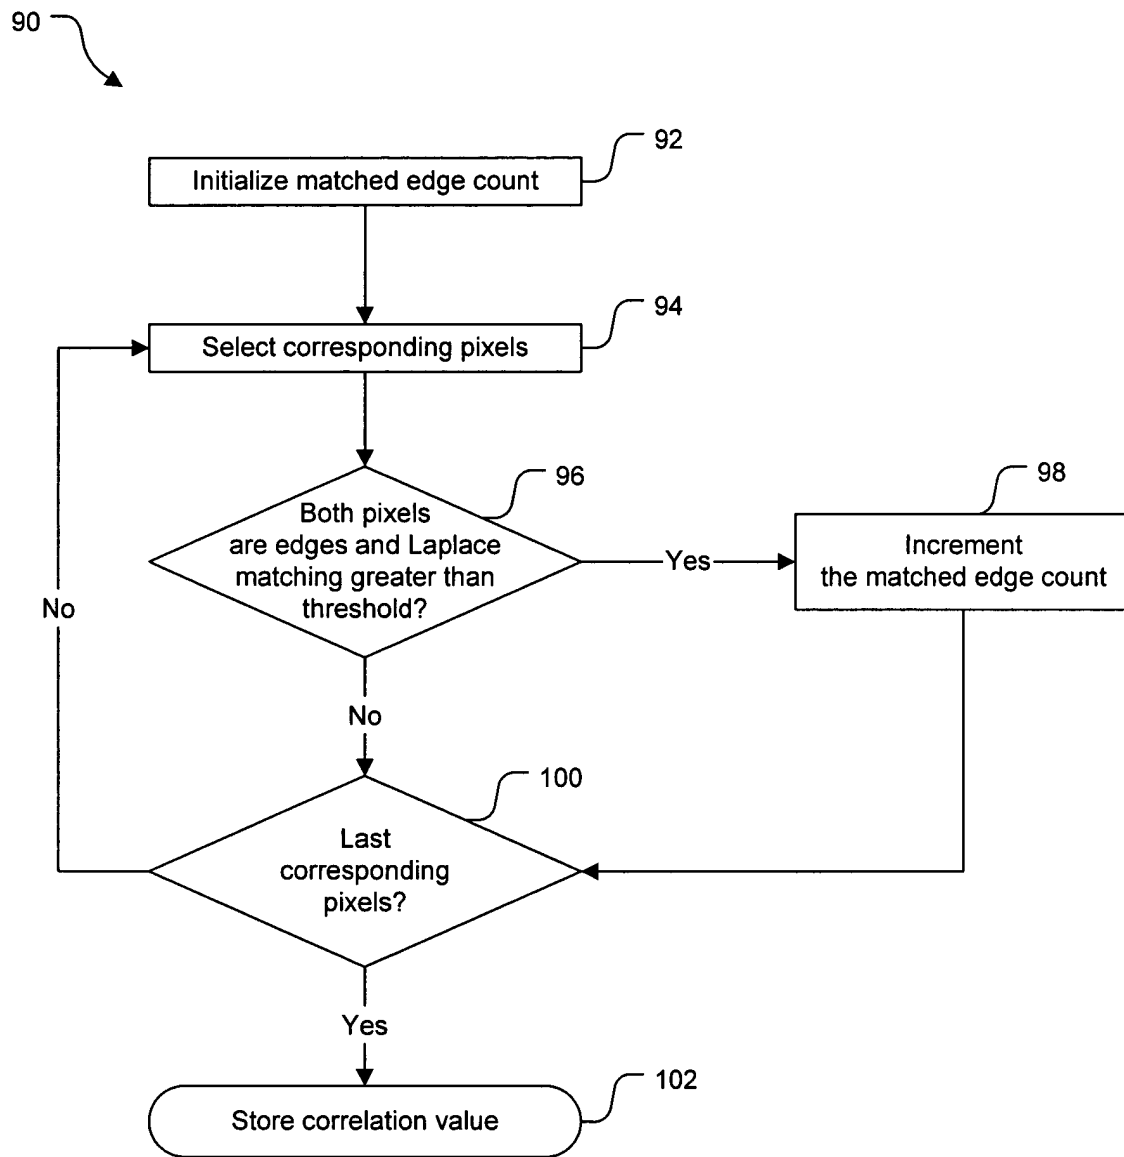 90
92
Initialize matched edge count
94
Select corresponding pixels
96
98
Both pixels
are edges and Laplace
matching greater than
threshold?
Yes
Increment
the matched edge count
No
No
100
Last
corresponding
pixels?
Yes
102
Store correlation value